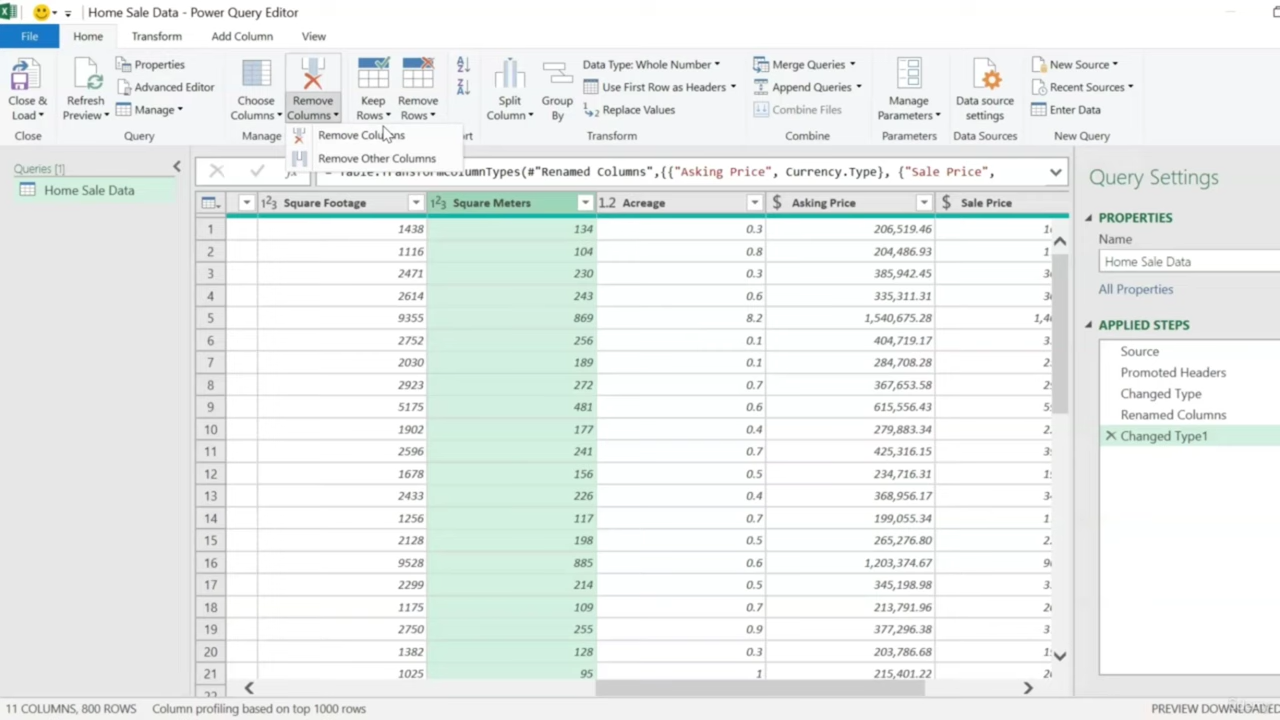 Home Sale Data - Power Query Editor
File Home Transform Add Column View
Close & Load
Close
Refresh Preview
Properties
Advanced Editor
Manage
Query
Choose Columns
Remove Columns
Manage
Keep Rows
Remove Rows
Split Column
Group By
Data Type: Whole Number
Use First Row as Headers
Replace Values
Transform
Merge Queries
Append Queries
Combine Files
Combine
Manage Parameters
Parameters
Data source settings
Data Sources
New Source
Recent Sources
Enter Data
New Query
Remove Columns
Remove Other Columns
Queries [1]
Home Sale Data
= Table.TransformColumnTypes(#"Renamed Columns",{{"Asking Price", Currency.Type}, {"Sale Price",
1²3 Square Footage 1²3 Square Meters 1.2 Acreage $ Asking Price $ Sale Price
1 1438 134 0.3 206,519.46
2 1116 104 0.8 204,486.93
3 2471 230 0.3 385,942.45
4 2614 243 0.6 335,311.31
5 9355 869 8.2 1,540,675.28
6 2752 256 0.1 404,719.17
7 2030 189 0.1 284,708.28
8 2923 272 0.7 367,653.58
9 5175 481 0.6 615,556.43
10 1902 177 0.4 279,883.34
11 2596 241 0.7 425,316.15
12 1678 156 0.5 234,716.31
13 2433 226 0.4 368,956.17
14 1256 117 0.7 199,055.34
15 2128 198 0.5 265,276.80
16 9528 885 0.6 1,203,374.67
17 2299 214 0.5 345,198.98
18 1175 109 0.7 213,791.96
19 2750 255 0.9 377,296.38
20 1382 128 0.3 203,786.68
21 1025 95 1 215,401.22
Query Settings
PROPERTIES
Name
Home Sale Data
All Properties
APPLIED STEPS
Source
Promoted Headers
Changed Type
Renamed Columns
Changed Type1
11 COLUMNS, 800 ROWS Column profiling based on top 1000 rows PREVIEW DOWNLOADED